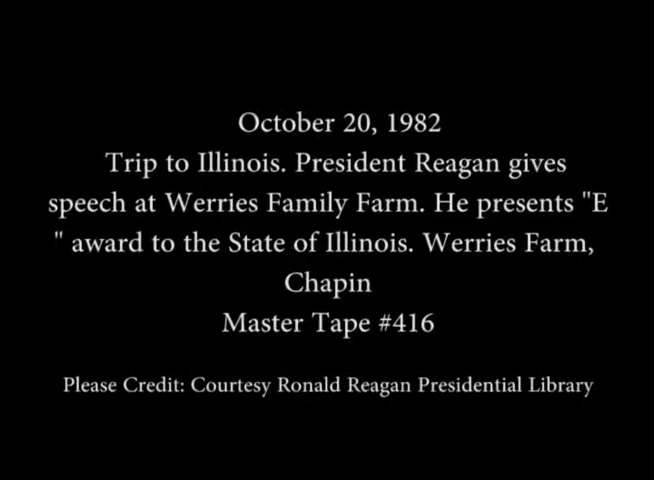 October 20, 1982
Trip to Illinois. President Reagan gives
speech at Werries Family Farm. He presents "E
" award to the State of Illinois. Werries Farm,
Chapin
Master Tape #416
Please Credit: Courtesy Ronald Reagan Presidential Library